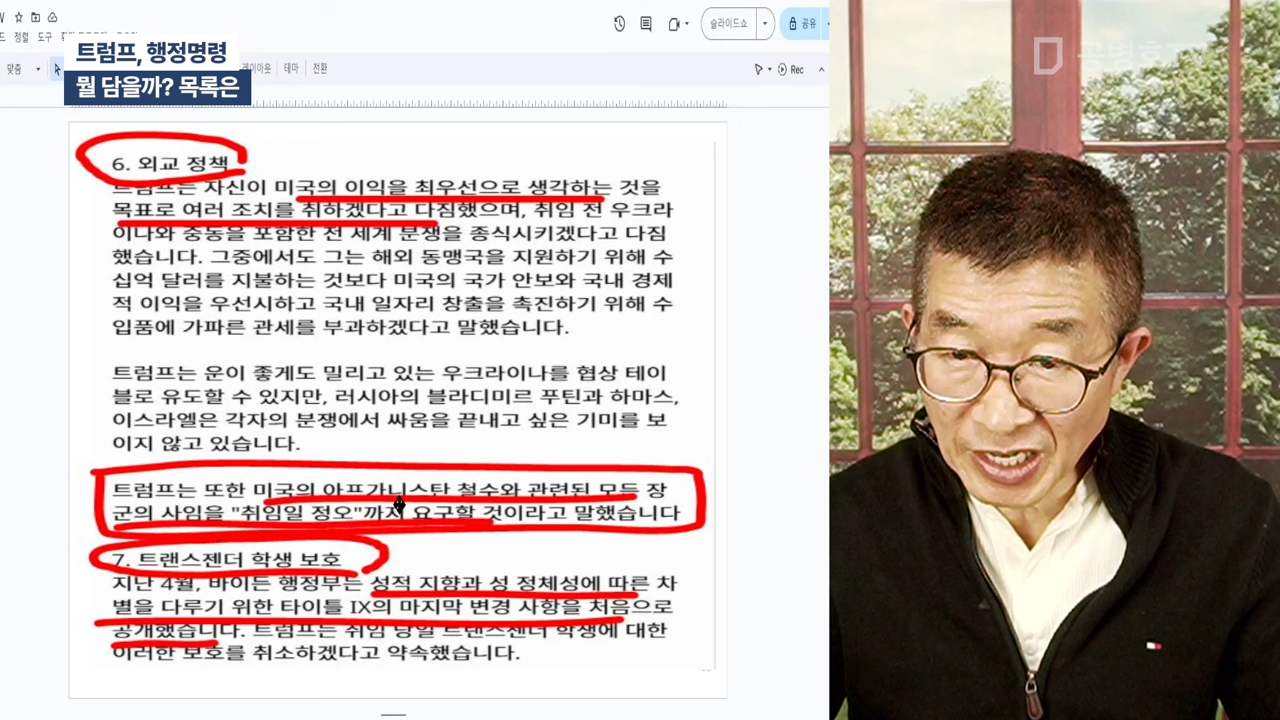 정렬 도구
슬라이드쇼
공유
트럼프, 행정명령
뭘 담을까? 목록은
맞춤
레이아웃
테마
전환
Rec
공병호
6. 외교 정책
트럼프는 자신이 미국의 이익을 최우선으로 생각하는 것을
목표로 여러 조치를 취하겠다고 다짐했으며, 취임 전 우크라
이나와 중동을 포함한 전 세계 분쟁을 종식시키겠다고 다짐
했습니다. 그중에서도 그는 해외 동맹국을 지원하기 위해 수
십억 달러를 지불하는 것보다 미국의 국가 안보와 국내 경제
적 이익을 우선시하고 국내 일자리 창출을 촉진하기 위해 수
입품에 가파른 관세를 부과하겠다고 말했습니다.
트럼프는 운이 좋게도 밀리고 있는 우크라이나를 협상 테이
블로 유도할 수 있지만, 러시아의 블라디미르 푸틴과 하마스,
이스라엘은 각자의 분쟁에서 싸움을 끝내고 싶은 기미를 보
이지 않고 있습니다.
트럼프는 또한 미국의 아프가니스탄 철수와 관련된 모든 장
군의 사임을 "취임일 정오"까지 요구할 것이라고 말했습니다
7. 트랜스젠더 학생 보호
지난 4월, 바이든 행정부는 성적 지향과 성 정체성에 따른 차
별을 다루기 위한 타이틀 IX의 마지막 변경 사항을 처음으로
공개했습니다. 트럼프는 취임 당일 트랜스젠더 학생에 대한
이러한 보호를 취소하겠다고 약속했습니다.